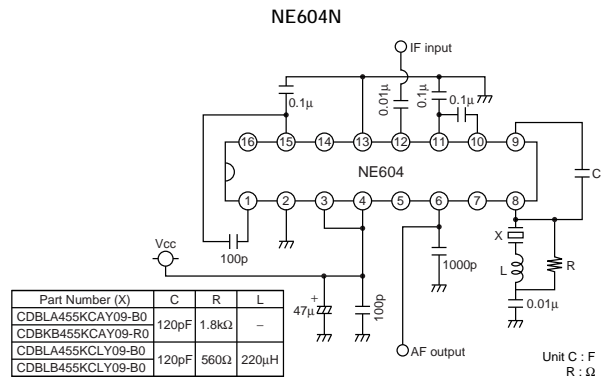 NE604N
IF input
0.1μ
0.01μ
0.1μ
0.1μ
16 15 14 13 12 11 10 9
C
NE604
1 2 3 4 5 6 7 8
100p
Vcc
X
L
R
1000p
0.01μ
47μ
+
100p
AF output
Part Number (X) C R L
CDBLA455KCAY09-B0 120pF 1.8kΩ –
CDBKB455KCAY09-R0
CDBLA455KCLY09-B0 120pF 560Ω 220μH
CDBLB455KCLY09-B0
Unit C : F
R : Ω